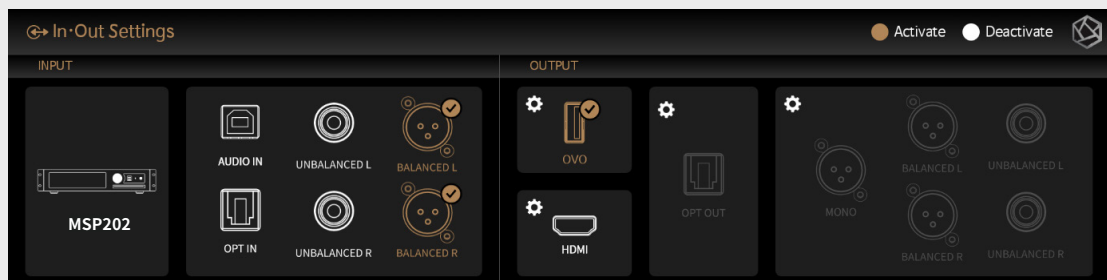 In·Out Settings
Activate
Deactivate
INPUT
OUTPUT
MSP202
AUDIO IN
UNBALANCED L
BALANCED L
OPT IN
UNBALANCED R
BALANCED R
OVO
HDMI
OPT OUT
MONO
BALANCED L
UNBALANCED L
BALANCED R
UNBALANCED R